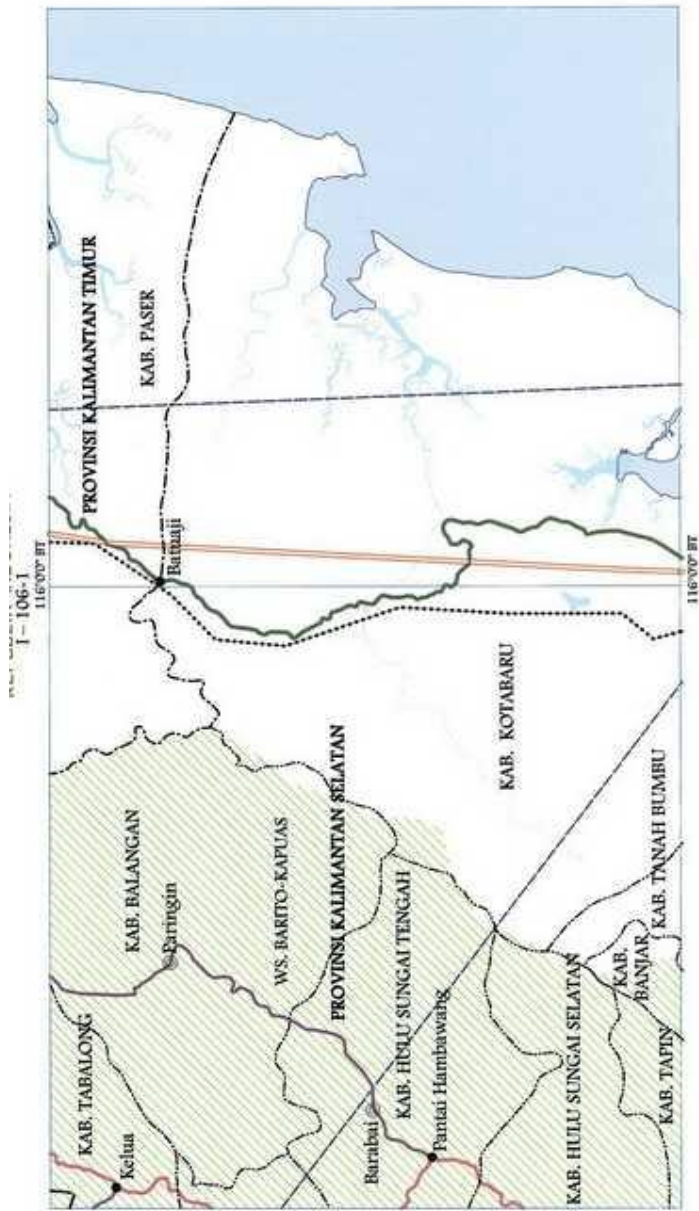 I – 106-1
116°0'0" BT
PROVINSI KALIMANTAN TIMUR
KAB. PASER
Batuaji
KAB. TABALONG
Kelua
KAB. BALANGAN
Paringin
WS. BARITO-KAPUAS
PROVINSI KALIMANTAN SELATAN
Barabai
KAB. HULU SUNGAI TENGAH
Pantai Hambawang
KAB. KOTABARU
KAB. HULU SUNGAI SELATAN
KAB.
BANJAR
KAB. TANAH BUMBU
KAB. TAPIN
116°0'0" BT